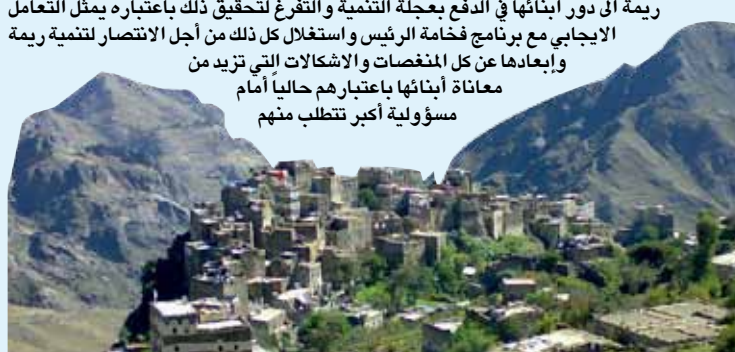 ريمة الى دور أبنائها في الدفع بعجلة التنمية والتفرغ لتحقيق ذلك باعتباره يمثل التعامل
الايجابي مع برنامج فخامة الرئيس واستغلال كل ذلك من أجل الانتصار لتنمية ريمة
وإبعادها عن كل المنغصات والاشكالات التي تزيد من
معاناة أبنائها باعتبارهم حالياً أمام
مسؤولية أكبر تتطلب منهم